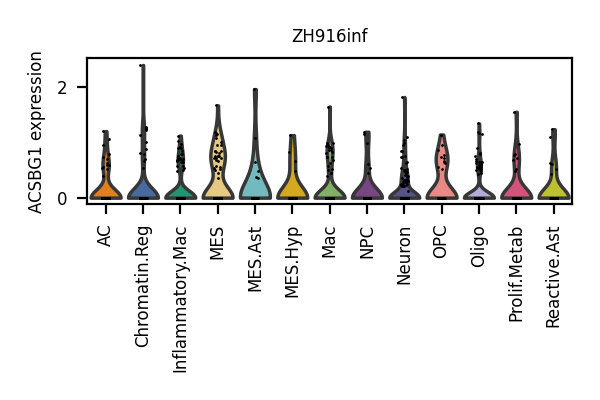 ZH916inf
ACSBG1 expression
2
0
AC
Chromatin.Reg
Inflammatory.Mac
MES
MES.Ast
MES.Hyp
Mac
NPC
Neuron
OPC
Oligo
Prolif.Metab
Reactive.Ast